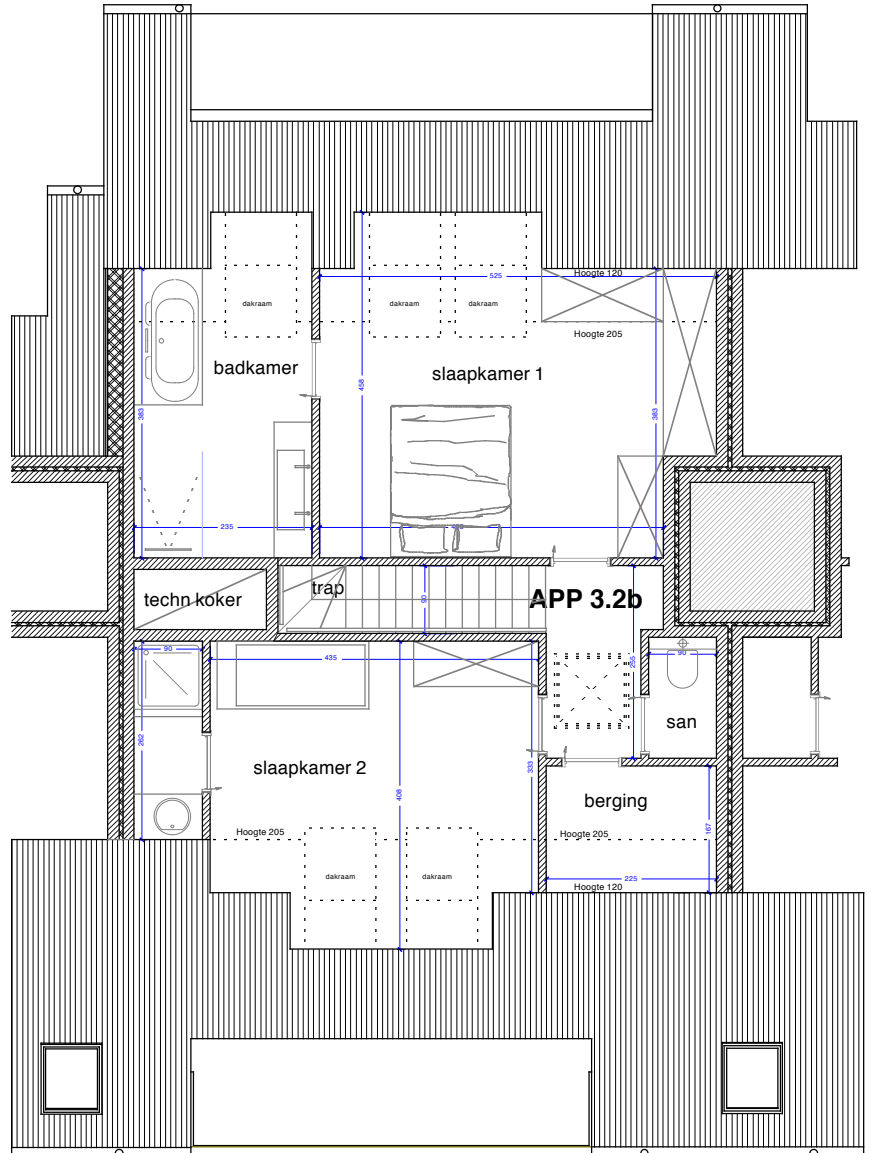 Hoogte 120
525
dakraam
dakraam
dakraam
Hoogte 205
badkamer
slaapkamer 1
458
383
383
235
trap
techn koker
90
APP 3.2b
90
435
90
255
san
262
slaapkamer 2
333
408
berging
Hoogte 205
Hoogte 205
167
dakraam
dakraam
225
Hoogte 120